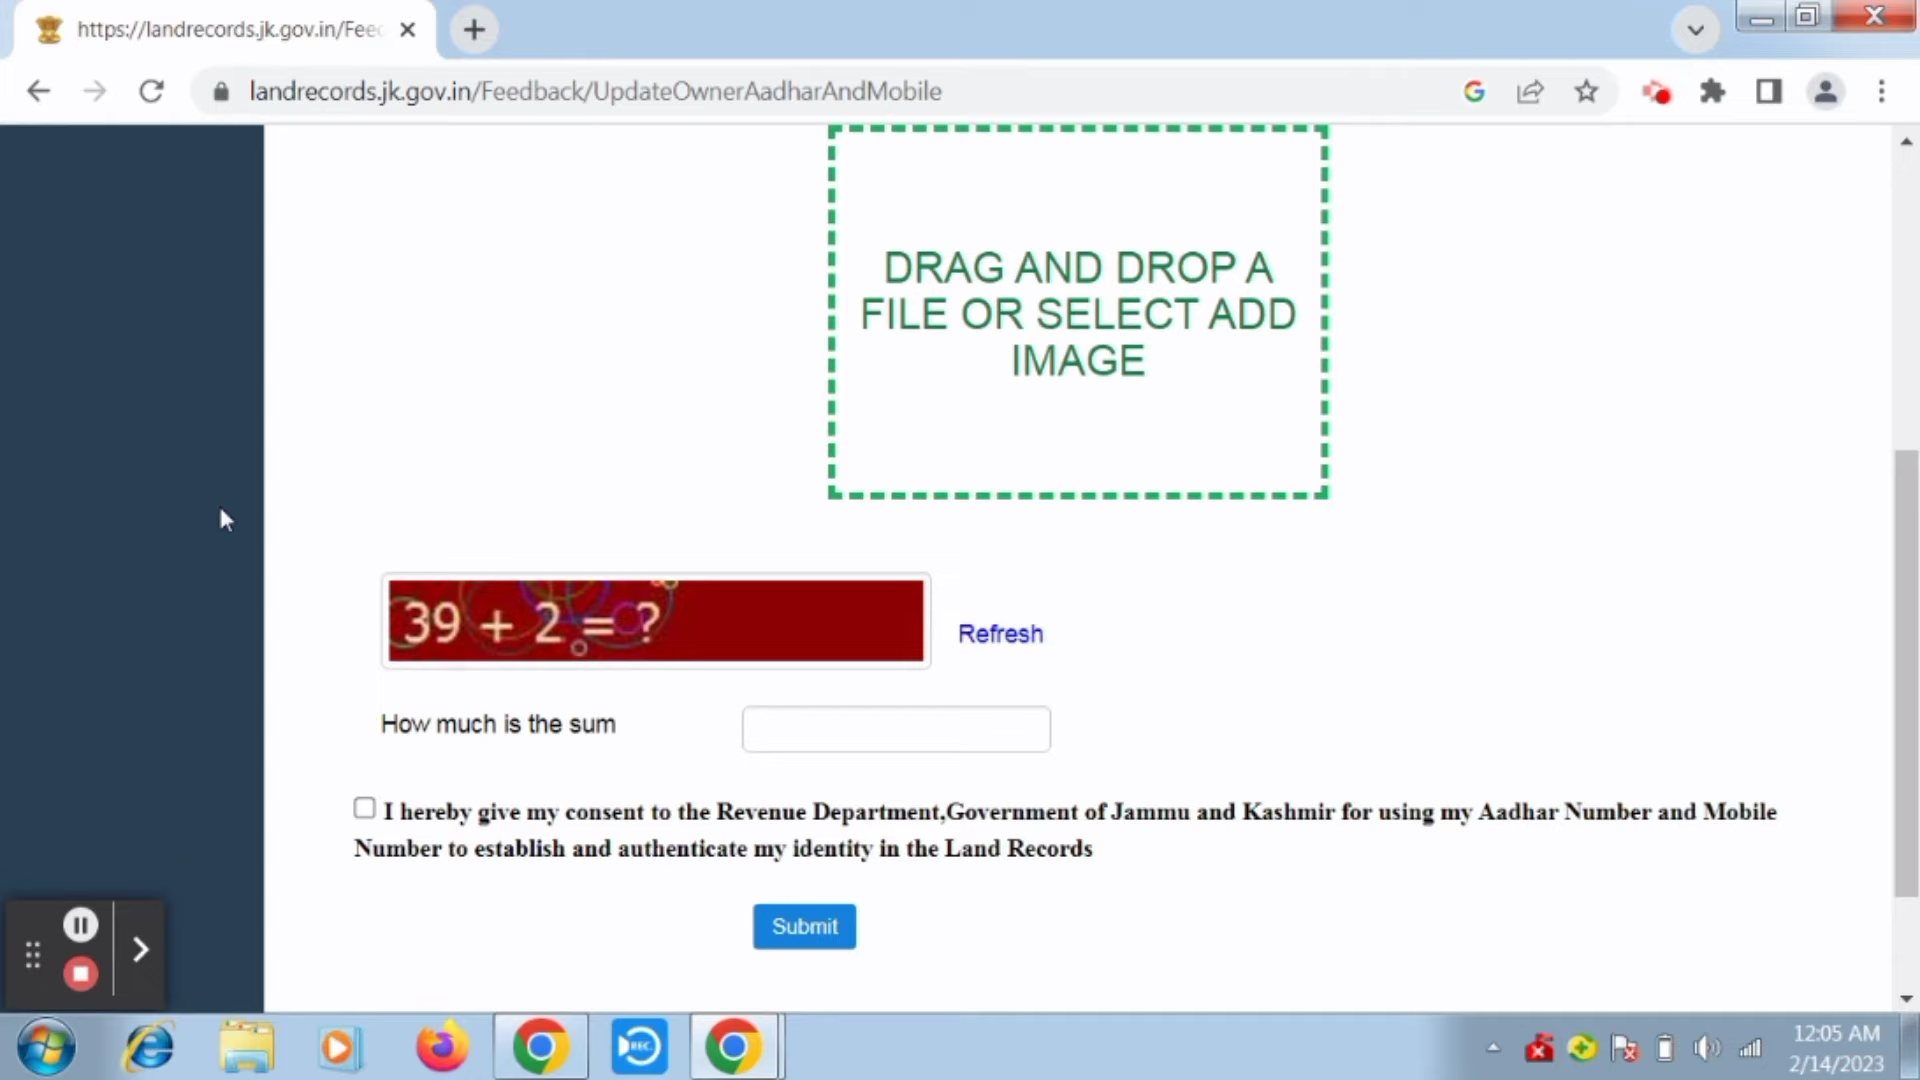 https://landrecords.jk.gov.in/Feed
landrecords.jk.gov.in/Feedback/UpdateOwnerAadharAndMobile
DRAG AND DROP A
FILE OR SELECT ADD
IMAGE
39 + 2 = ?
Refresh
How much is the sum
I hereby give my consent to the Revenue Department,Government of Jammu and Kashmir for using my Aadhar Number and Mobile
Number to establish and authenticate my identity in the Land Records
Submit
REC
12:05 AM
2/14/2023